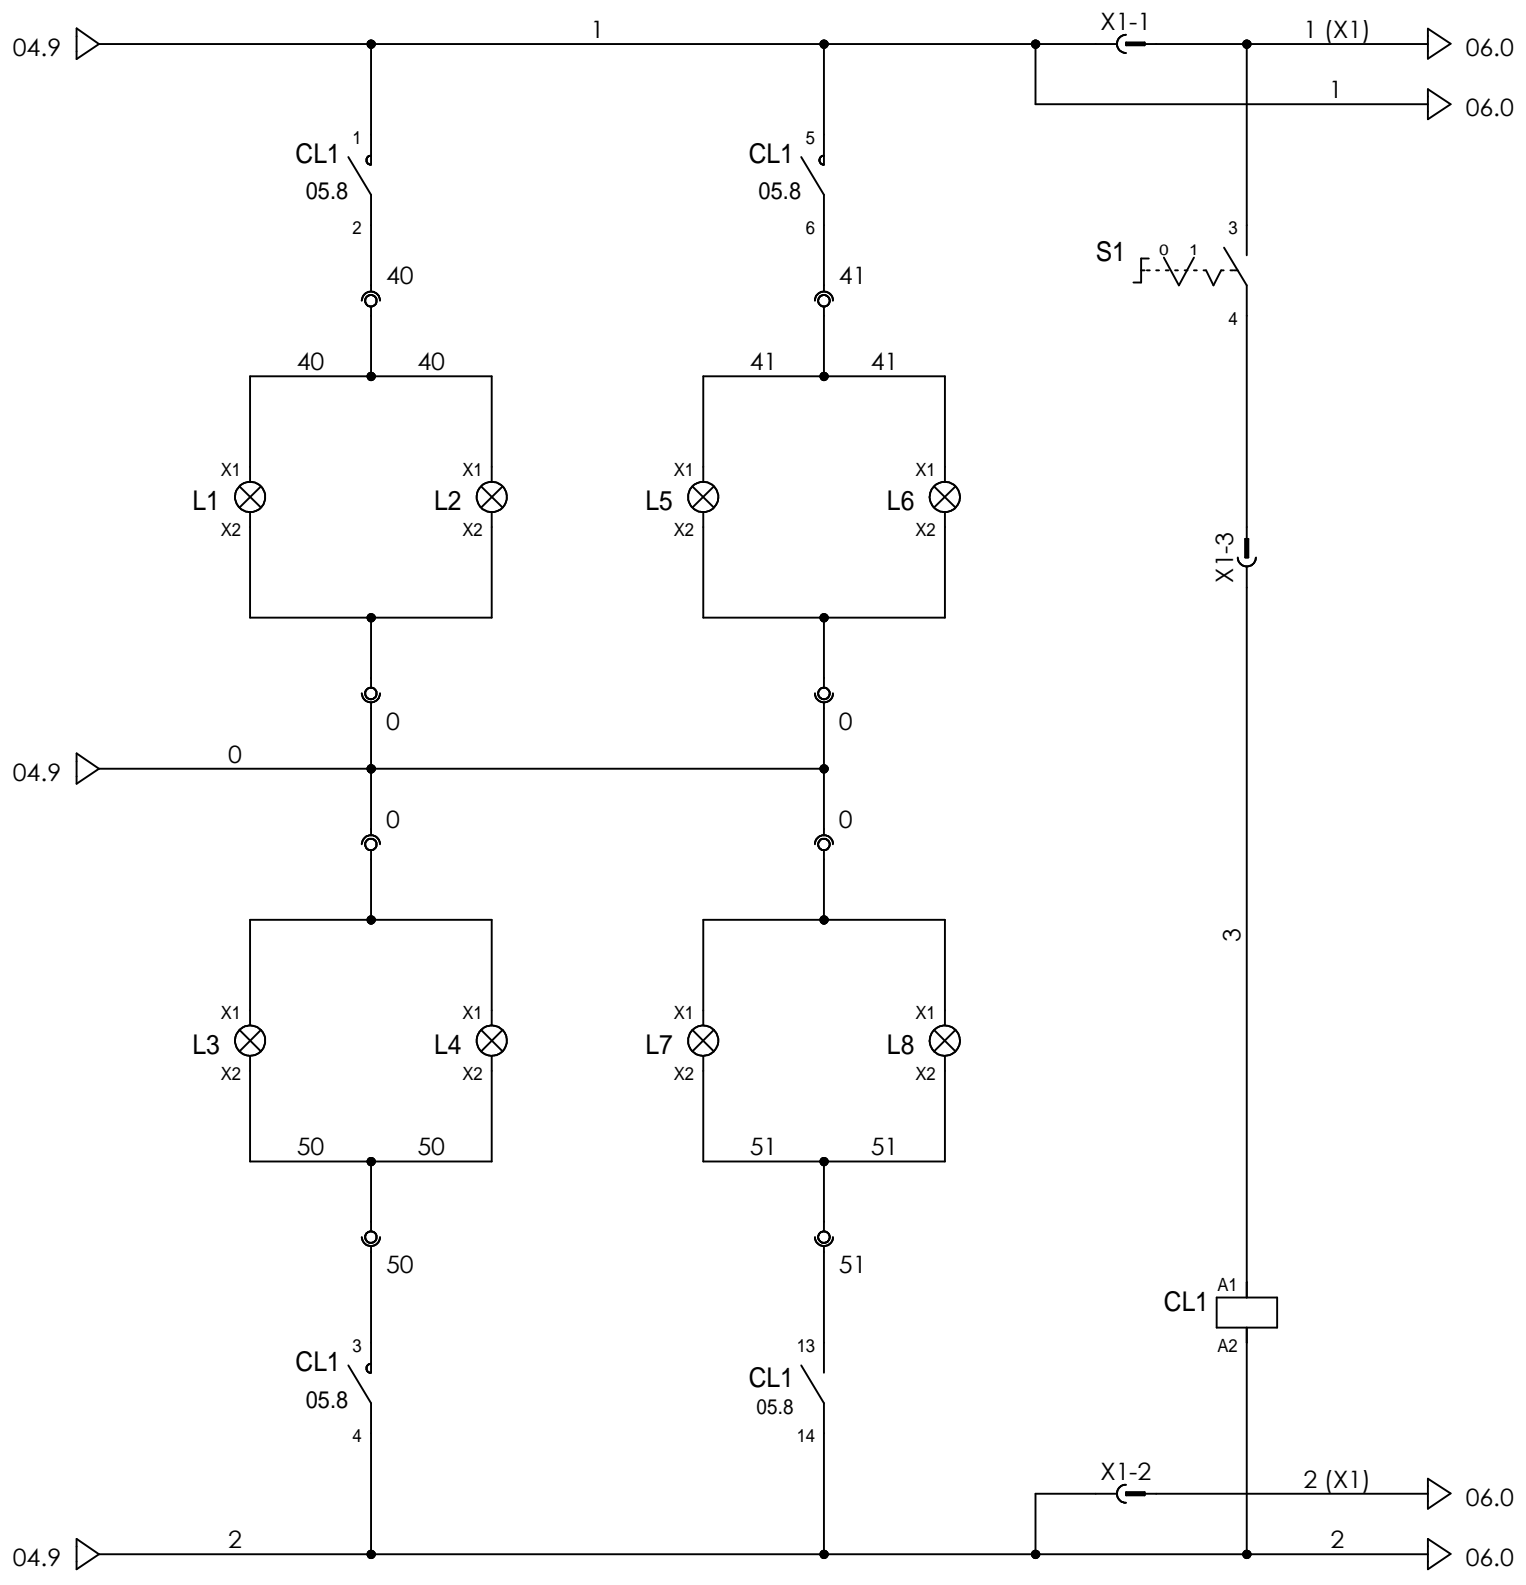 04.9 1 X1-1 1 (X1) 06.0
1 06.0
1 5
CL1 CL1
05.8 05.8
2 6 3
S1 0 1
40 41
4
40 40 41 41
X1 X1 X1 X1
L1 L2 L5 L6
X2 X2 X2 X2
X1-3
0 0
04.9 0
0 0
3
X1 X1 X1 X1
L3 L4 L7 L8
X2 X2 X2 X2
50 50 51 51
50 51
A1
CL1
3 13 A2
CL1 CL1
05.8 05.8
4 14
X1-2 2 (X1) 06.0
04.9 2 2 06.0